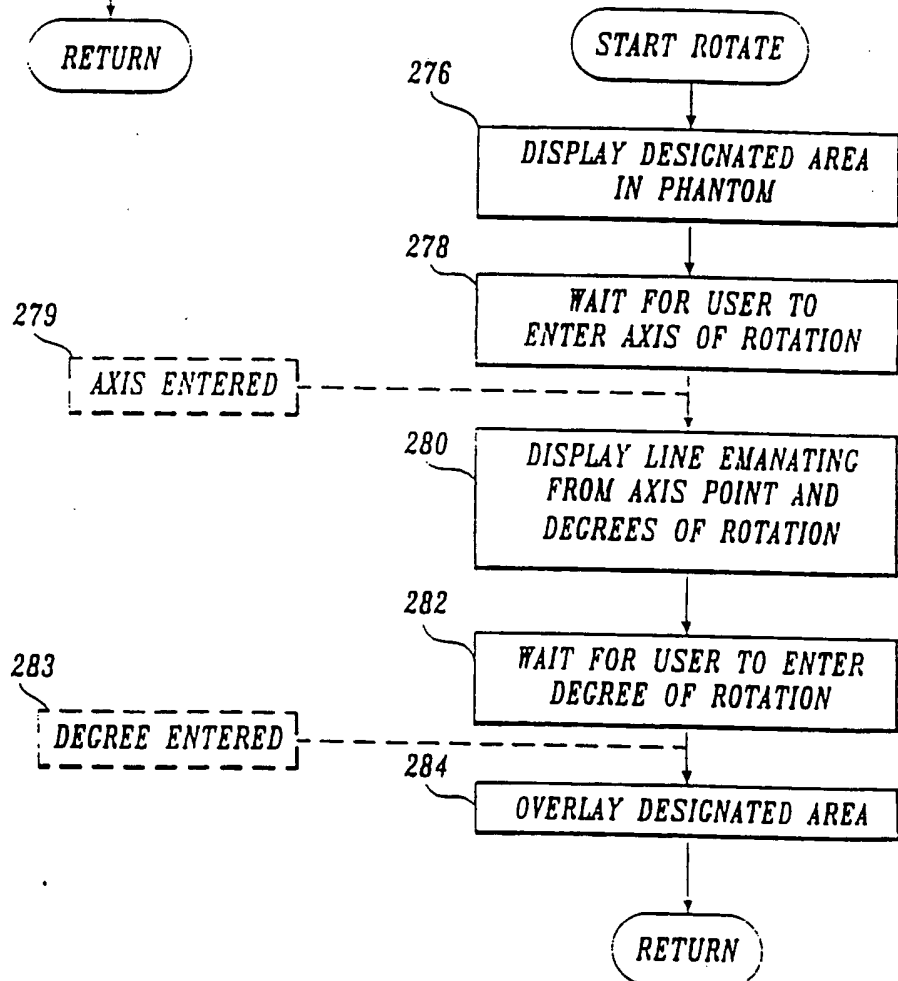 RETURN
START ROTATE
276
DISPLAY DESIGNATED AREA
IN PHANTOM
278
WAIT FOR USER TO
ENTER AXIS OF ROTATION
279
AXIS ENTERED
280
DISPLAY LINE EMANATING
FROM AXIS POINT AND
DEGREES OF ROTATION
282
WAIT FOR USER TO ENTER
DEGREE OF ROTATION
283
DEGREE ENTERED
284
OVERLAY DESIGNATED AREA
RETURN